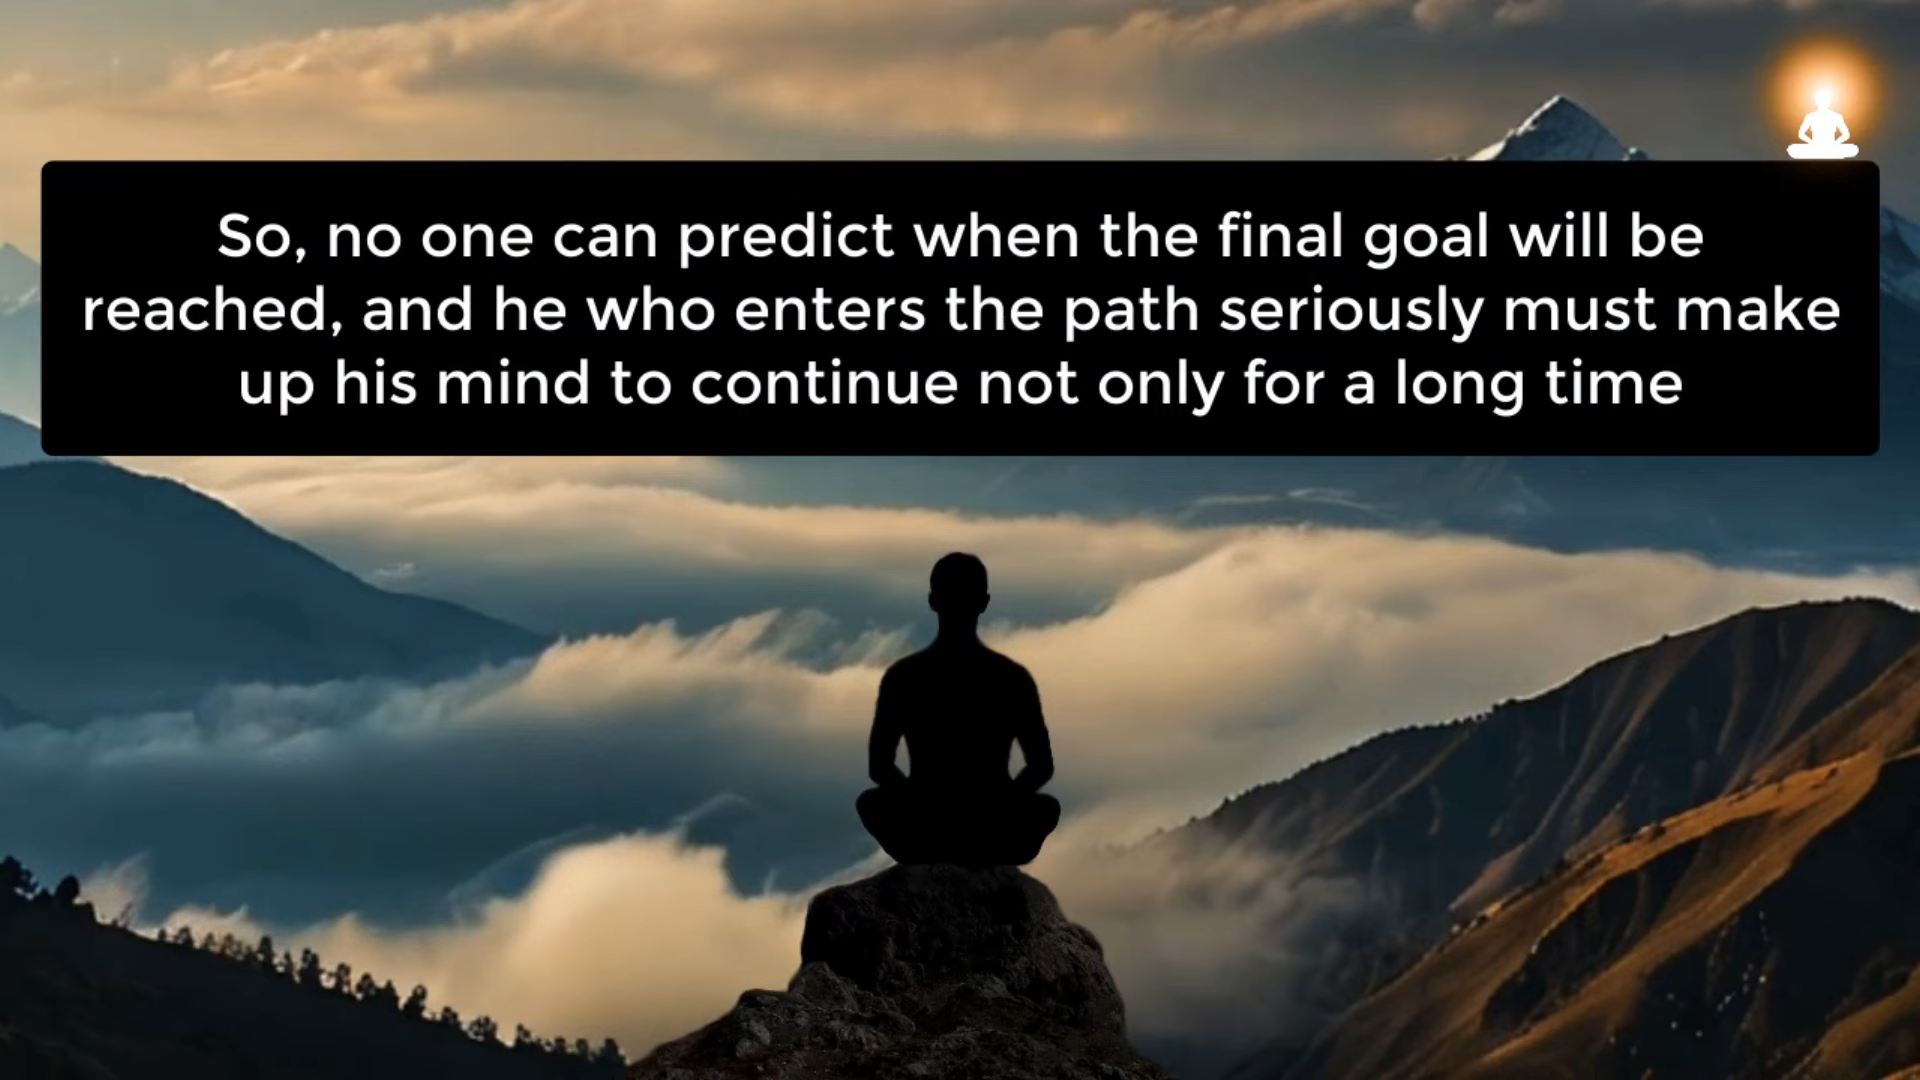 So, no one can predict when the final goal will be
reached, and he who enters the path seriously must make
up his mind to continue not only for a long time